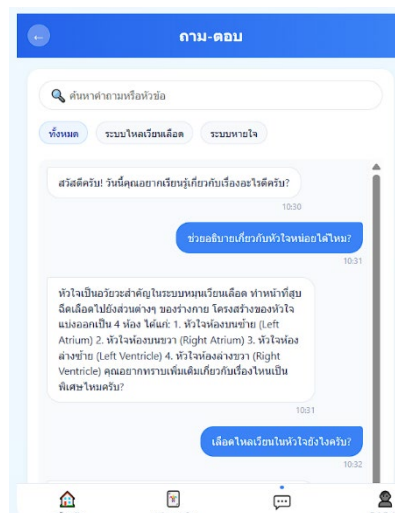 ถาม-ตอบ
ค้นหาคำถามหรือหัวข้อ
ทั้งหมด ระบบไหลเวียนเลือด ระบบหายใจ
สวัสดีครับ! วันนี้คุณอยากเรียนรู้เกี่ยวกับเรื่องอะไรดีครับ?
10:30
ช่วยอธิบายเกี่ยวกับหัวใจหน่อยได้ไหม?
10:31
หัวใจเป็นอวัยวะสำคัญในระบบหมุนเวียนเลือด ทำหน้าที่สูบ
ฉีดเลือดไปยังส่วนต่างๆ ของร่างกาย โครงสร้างของหัวใจ
แบ่งออกเป็น 4 ห้อง ได้แก่: 1. หัวใจห้องบนซ้าย (Left
Atrium) 2. หัวใจห้องบนขวา (Right Atrium) 3. หัวใจห้อง
ล่างซ้าย (Left Ventricle) 4. หัวใจห้องล่างขวา (Right
Ventricle) คุณอยากทราบเพิ่มเติมเกี่ยวกับเรื่องไหนเป็น
พิเศษไหมครับ?
10:31
เลือดไหลเวียนในหัวใจยังไงครับ?
10:32